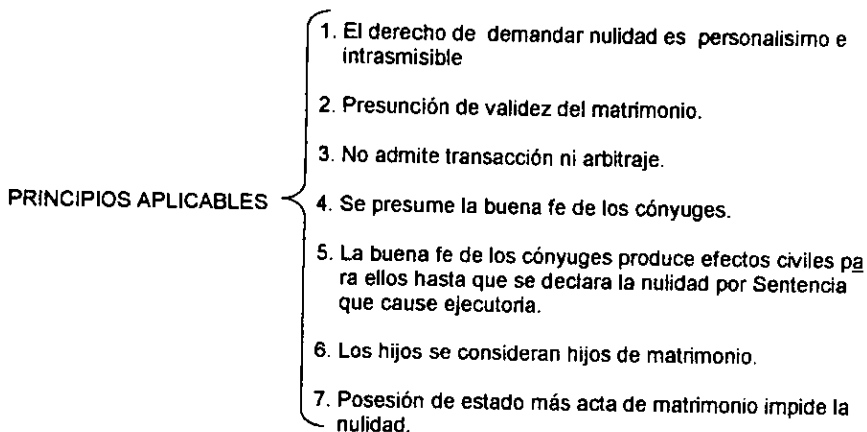 1. El derecho de demandar nulidad es personalisimo e
intrasmisible
2. Presunción de validez del matrimonio.
3. No admite transacción ni arbitraje.
PRINCIPIOS APLICABLES
4. Se presume la buena fe de los cónyuges.
5. La buena fe de los cónyuges produce efectos civiles pa
ra ellos hasta que se declara la nulidad por Sentencia
que cause ejecutoria.
6. Los hijos se consideran hijos de matrimonio.
7. Posesión de estado más acta de matrimonio impide la
nulidad.